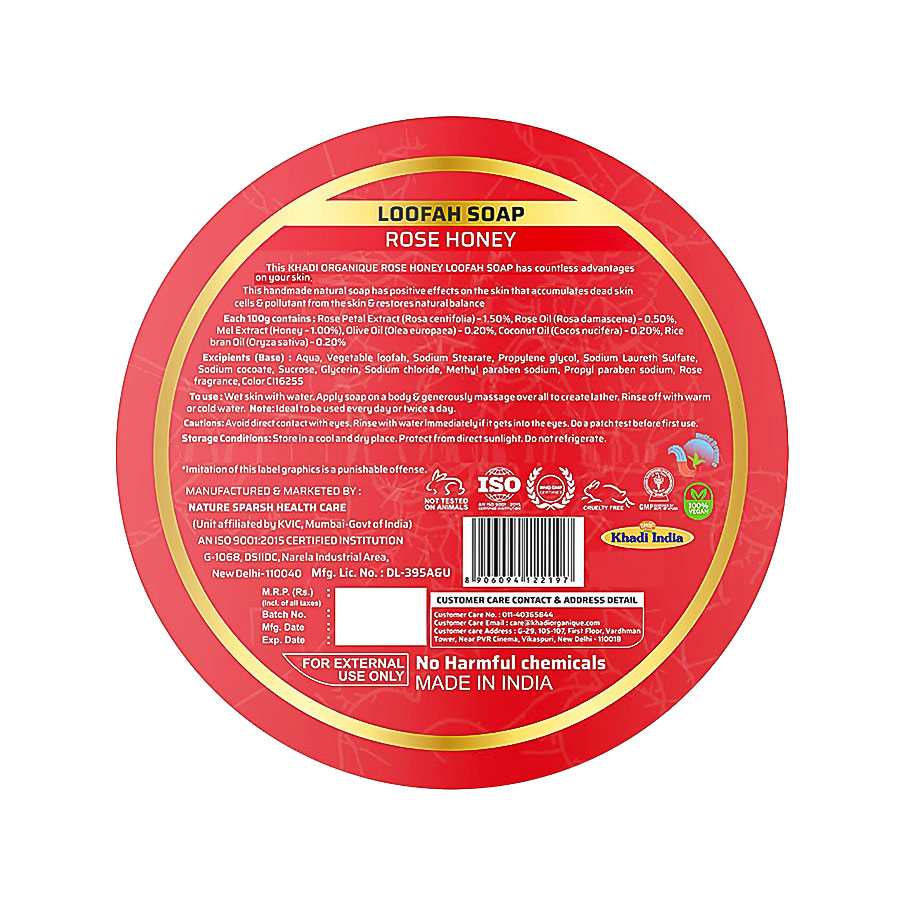 LOOFAH SOAP
ROSE HONEY
This KHADI ORGANIQUE ROSE HONEY LOOFAH SOAP has countless advantages
on your skin.
This handmade natural soap has positive effects on the skin that accumulates dead skin
cells & pollutant from the skin & restores natural balance
Each 100g contains : Rose Petal Extract (Rosa centifolia) - 1.50%, Rose Oil (Rosa damascena) - 0.50%,
Mel Extract (Honey - 1.00%), Olive Oil (Olea europaea) - 0.20%, Coconut Oil (Cocos nucifera) - 0.20%, Rice
bran Oil (Oryza sativa) - 0.20%
Excipients (Base) : Aqua, Vegetable loofah, Sodium Stearate, Propylene glycol, Sodium Laureth Sulfate,
Sodium cocoate, Sucrose, Glycerin, Sodium chloride, Methyl paraben sodium, Propyl paraben sodium, Rose
fragrance, Color CI16255
To use : Wet skin with water. Apply soap on a body & generously massage over all to create lather. Rinse off with warm
or cold water. Note: Ideal to be used every day or twice a day.
Cautions: Avoid direct contact with eyes. Rinse with water immediately if it gets into the eyes. Do a patch test before first use.
Storage Conditions: Store in a cool and dry place. Protect from direct sunlight. Do not refrigerate.
*Imitation of this label graphics is a punishable offense.
MANUFACTURED & MARKETED BY :
NATURE SPARSH HEALTH CARE
(Unit affiliated by KVIC, Mumbai-Govt of India)
AN ISO 9001:2015 CERTIFIED INSTITUTION
G-1068, DSIIDC, Narela Industrial Area,
New Delhi-110040 Mfg. Lic. No. : DL-395A&U
NOT TESTED
ON ANIMALS
ISO
AN ISO 9001 : 2015
CERTIFIED INSTITUTION
WHO GMP
CERTIFIED
CRUELTY FREE
GMP
100%
VEGAN
Khadi India
8 906094 122197
M.R.P. (Rs.) :
(Incl. of all taxes)
Batch No. :
Mfg. Date :
Exp. Date :
CUSTOMER CARE CONTACT & ADDRESS DETAIL
Customer Care No. : 011-40365844
Customer Care Email : care@khadiorganique.com
Customer care Address : G-29, 105-107, First Floor, Vardhman
Tower, Near PVR Cinema, Vikaspuri, New Delhi - 110018
FOR EXTERNAL
USE ONLY
No Harmful chemicals
MADE IN INDIA